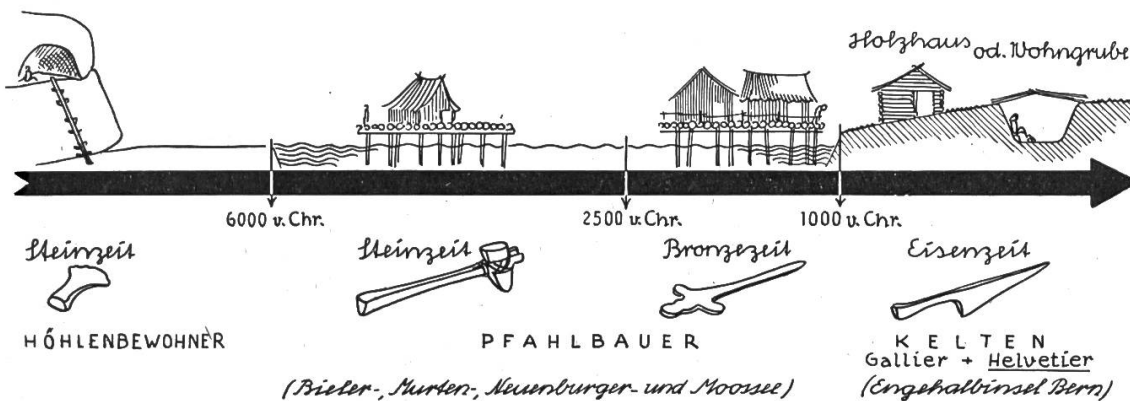 Holzhaus
od. Wohngrube
6000 v. Chr.
2500 v. Chr.
1000 v. Chr.
Steinzeit
Steinzeit
Bronzezeit
Eisenzeit
HÖHLENBEWOHNER
PFAHLBAUER
KELTEN
Gallier + Helvetier
(Bieler-, Murten-, Neuenburger- und Moossee)
(Engehalbinsel Bern)